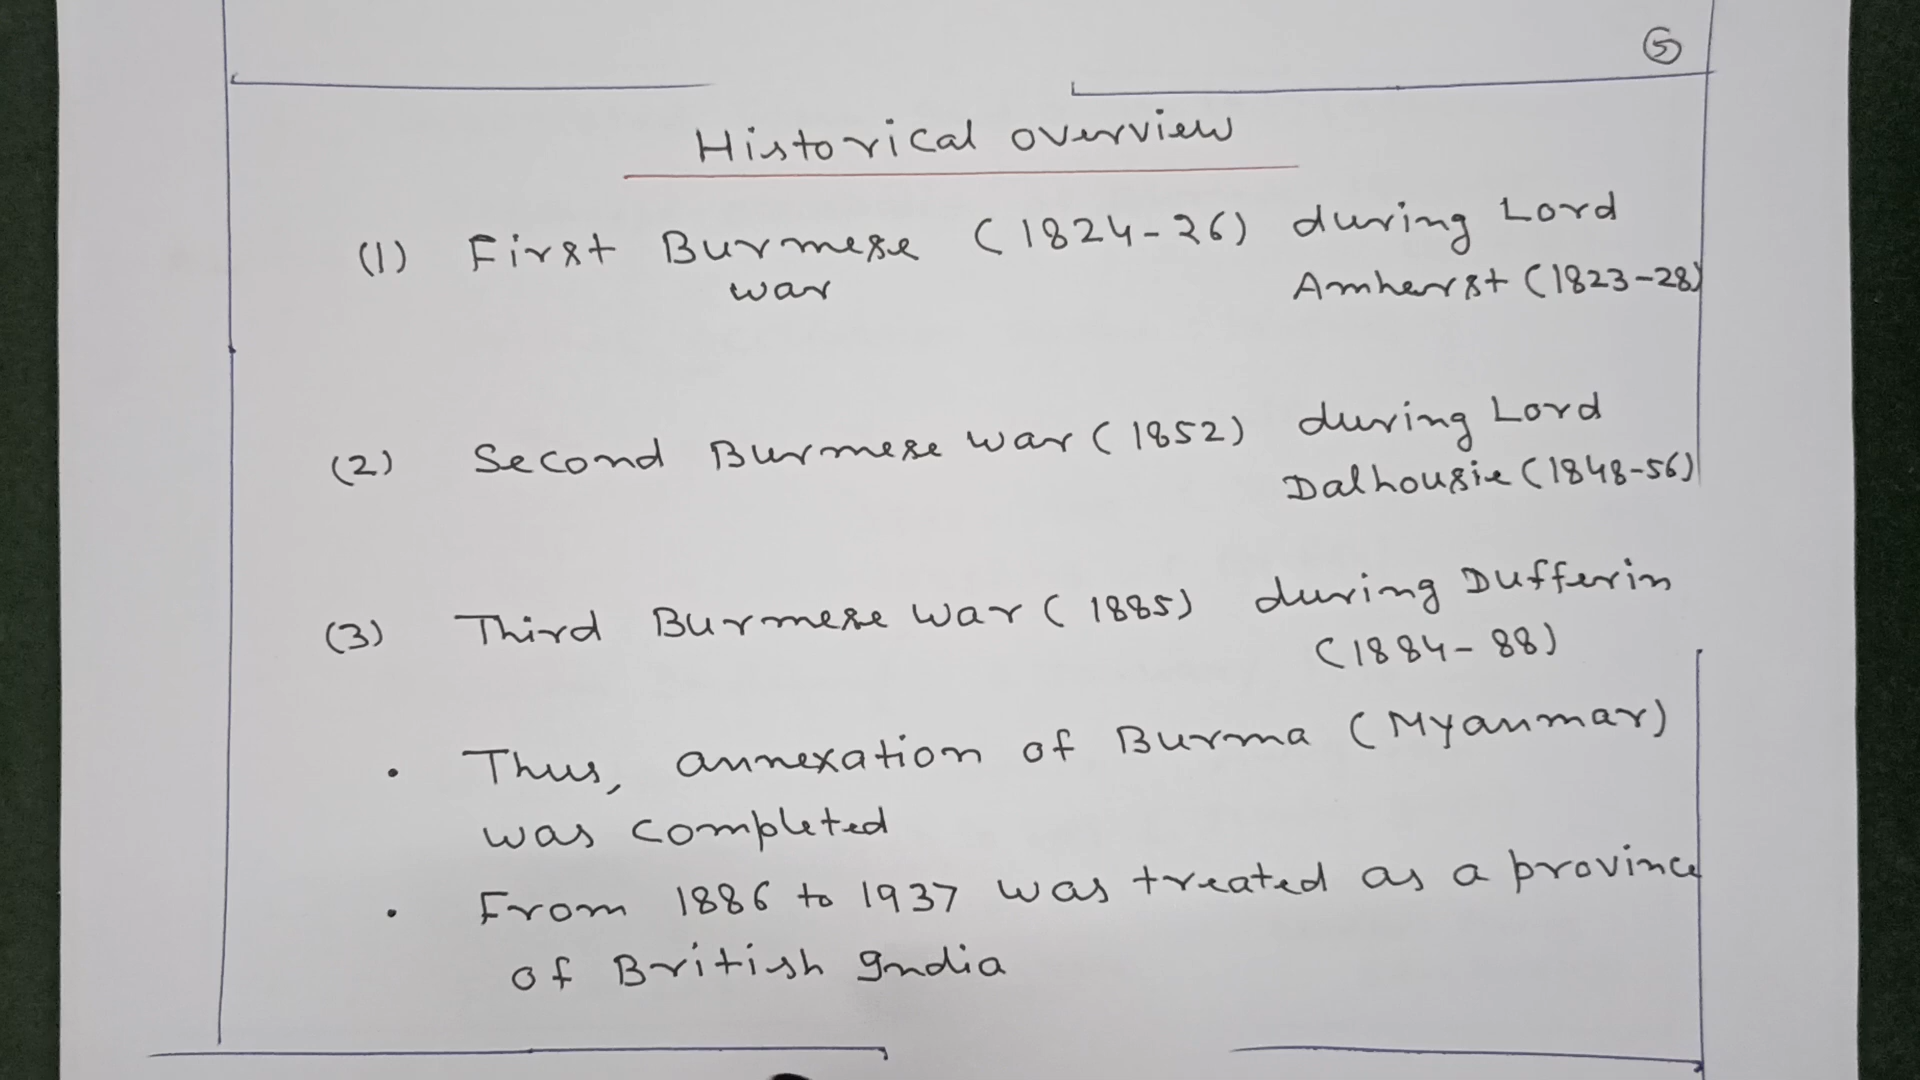 5
Historical overview
(1) First Burmese (1824-26) during Lord
war Amherst (1823-28)
(2) Second Burmese war (1852) during Lord
Dalhousie (1848-56)
(3) Third Burmese war (1885) during Dufferin
(1884-88)
• Thus, annexation of Burma (Myanmar)
was completed
• From 1886 to 1937 was treated as a province
of British India